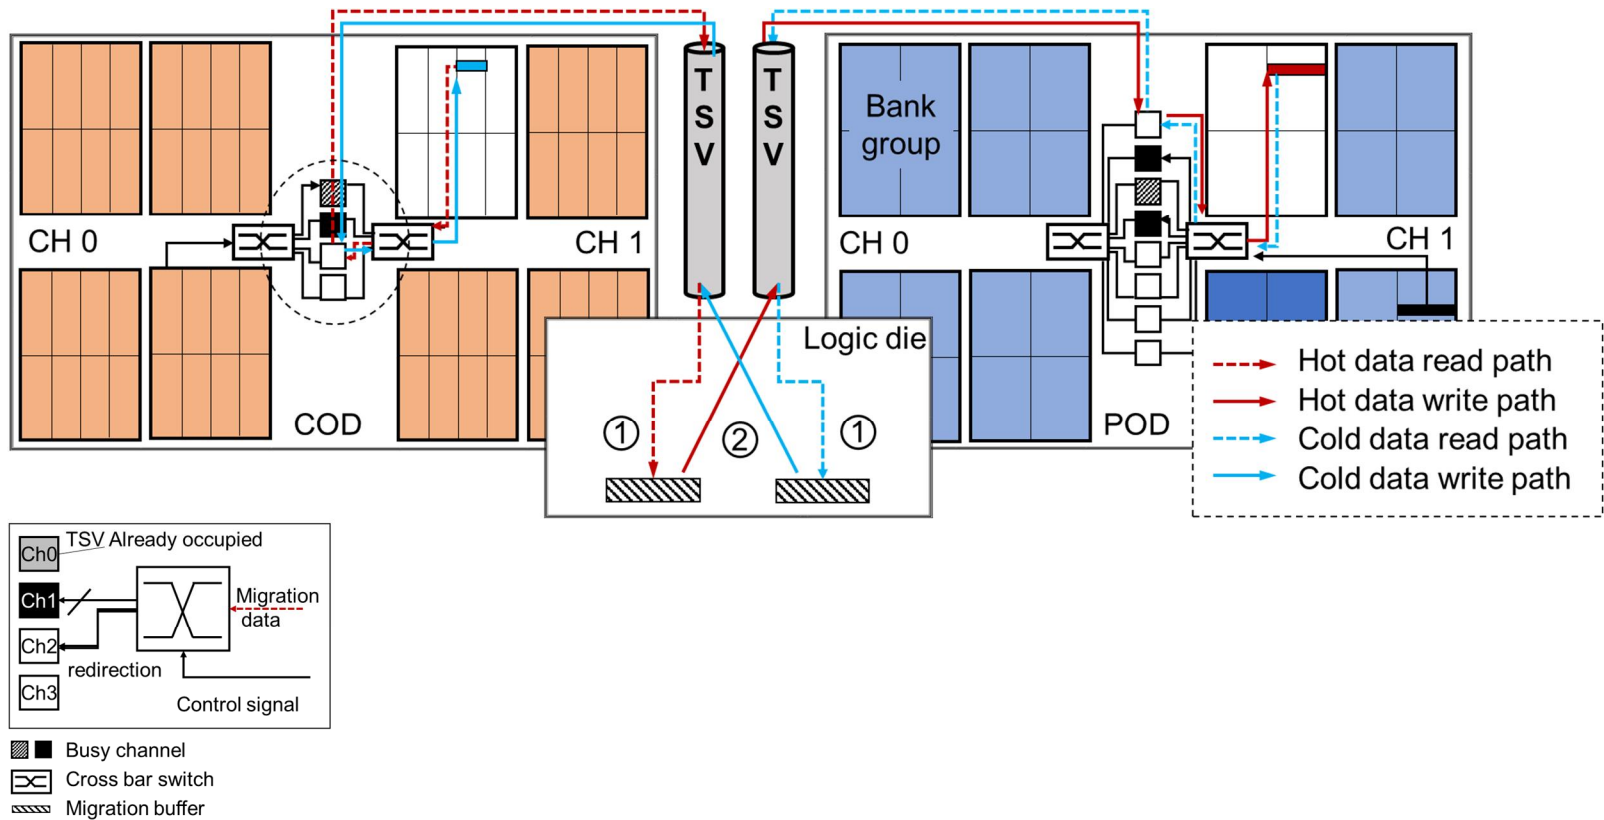 T
S
V
T
S
V
Bank
group
CH 0
CH 1
CH 0
CH 1
COD
POD
Logic die
①
②
①
Hot data read path
Hot data write path
Cold data read path
Cold data write path
Ch0
TSV Already occupied
Ch1
Migration
data
Ch2
redirection
Ch3
Control signal
Busy channel
Cross bar switch
Migration buffer